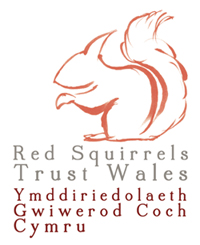 Red Squirrels
Trust Wales
Ymddiriedolaeth
Gwiwerod Coch
Cymru